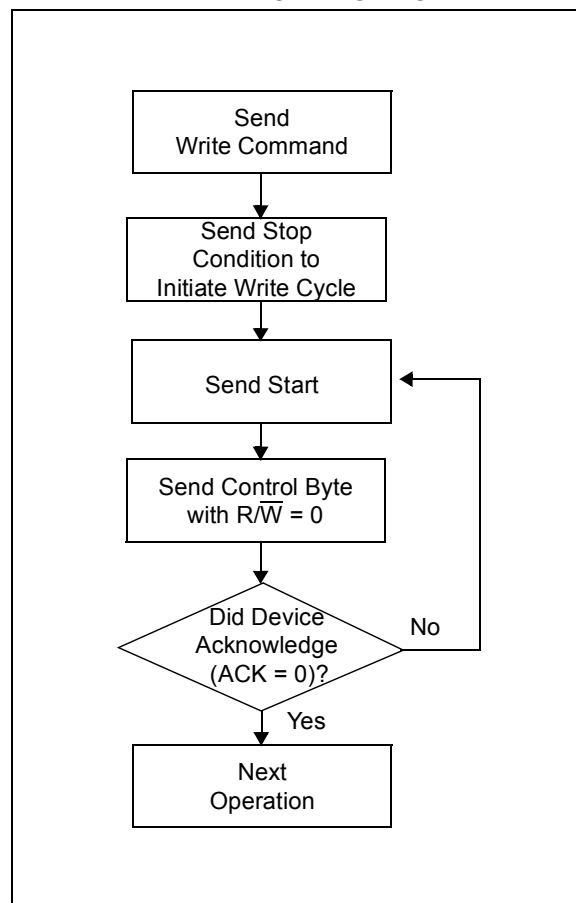 Send
Write Command
Send Stop
Condition to
Initiate Write Cycle
Send Start
Send Control Byte
with R/W̅ = 0
Did Device
Acknowledge
(ACK = 0)?
No
Yes
Next
Operation